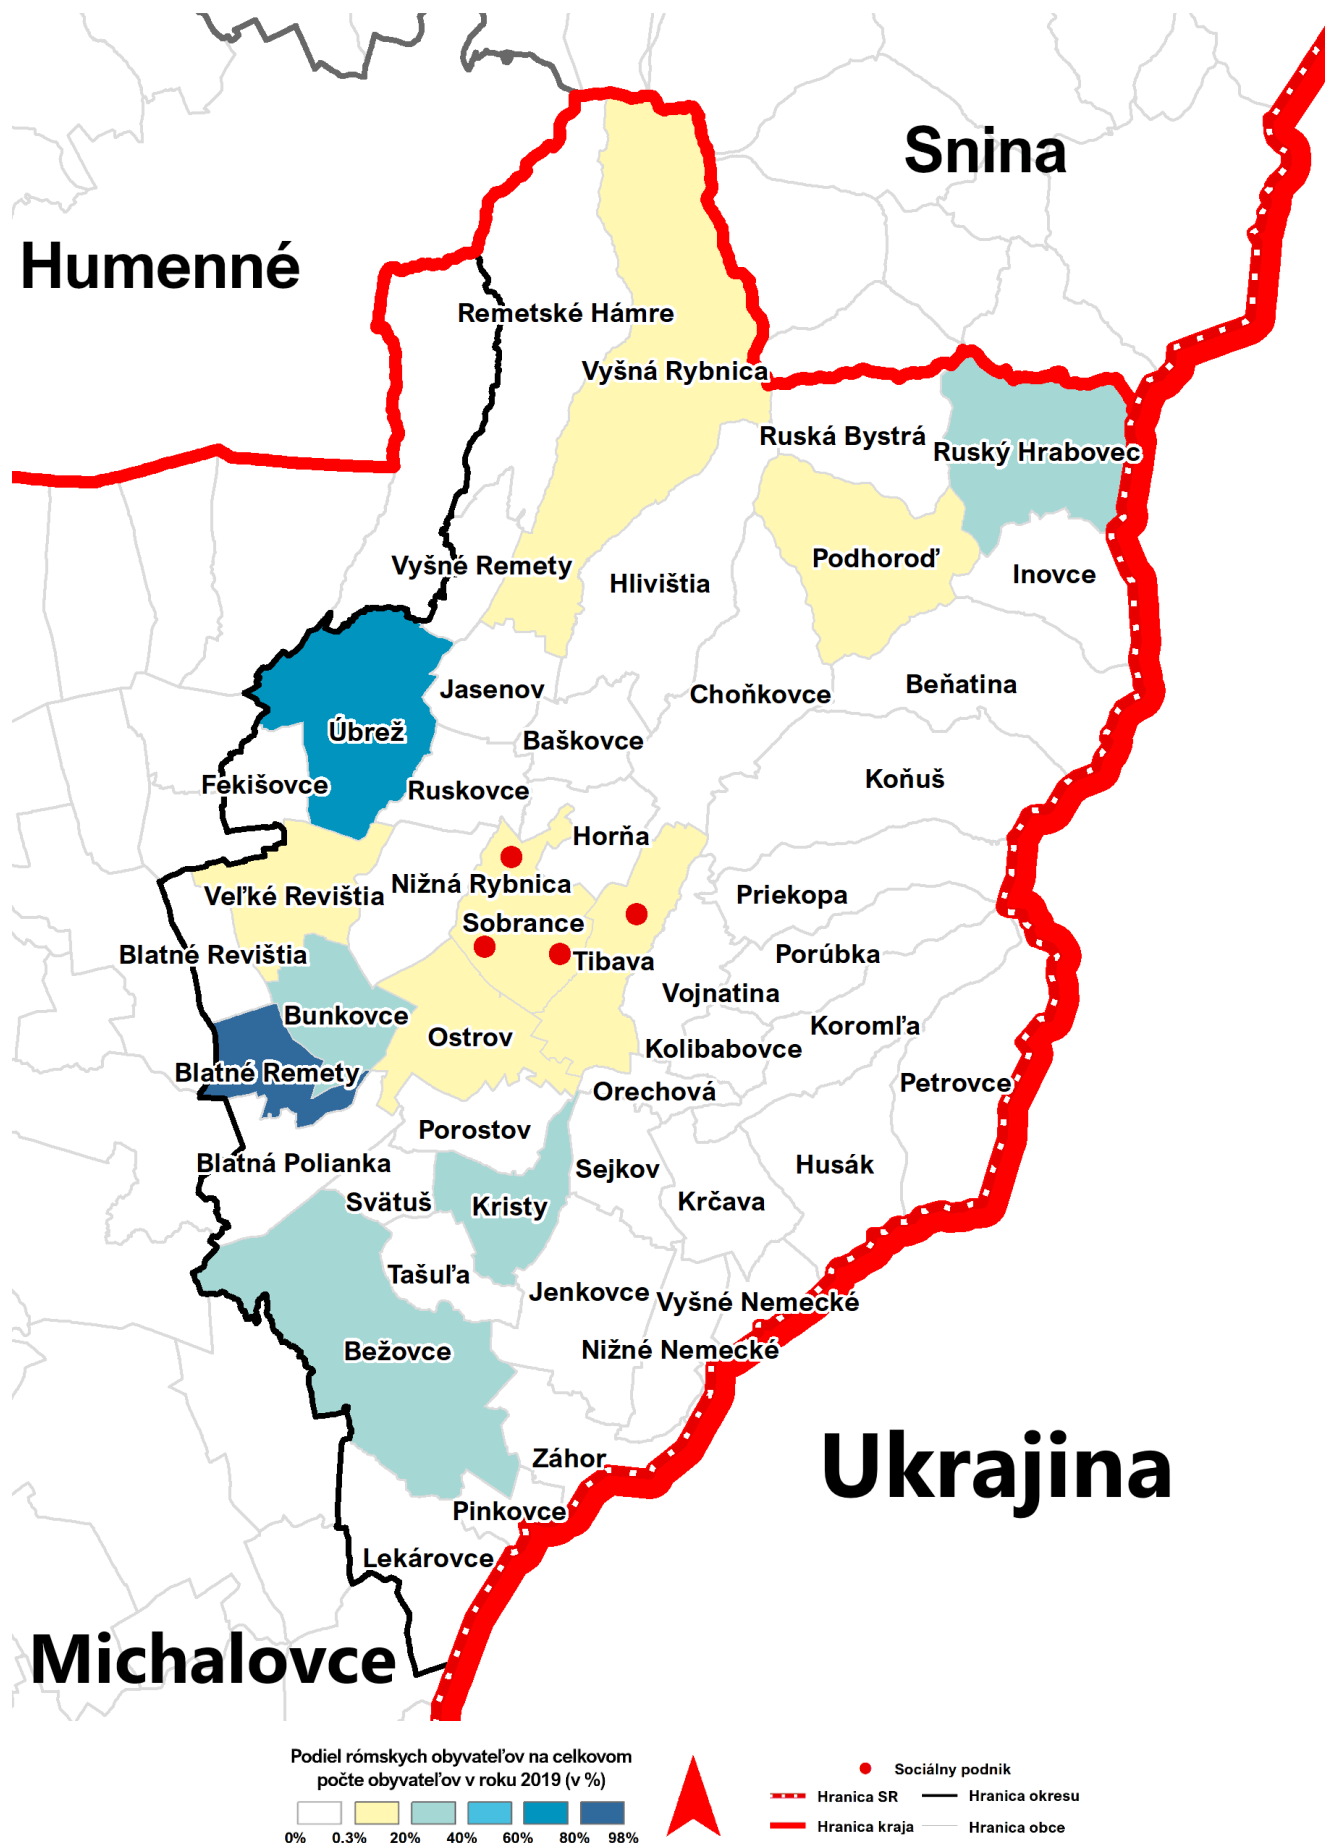 Snina
Humenné
Remetské Hámre
Vyšná Rybnica
Ruská Bystrá
Ruský Hrabovec
Vyšné Remety
Hlivištia
Podhoroď
Inovce
Jasenov
Choňkovce
Beňatina
Úbrež
Baškovce
Fekišovce
Ruskovce
Koňuš
Horňa
Veľké Revištia
Nižná Rybnica
Priekopa
Sobrance
Blatné Revištia
Tibava
Porúbka
Vojnatina
Bunkovce
Ostrov
Koromľa
Kolibabovce
Blatné Remety
Orechová
Petrovce
Porostov
Blatná Polianka
Sejkov
Husák
Svätuš
Kristy
Krčava
Tašuľa
Jenkovce
Vyšné Nemecké
Bežovce
Nižné Nemecké
Záhor
Ukrajina
Pinkovce
Lekárovce
Michalovce
Podiel rómskych obyvateľov na celkovom
počte obyvateľov v roku 2019 (v %)
0% 0.3% 20% 40% 60% 80% 98%
Sociálny podnik
Hranica SR
Hranica okresu
Hranica kraja
Hranica obce